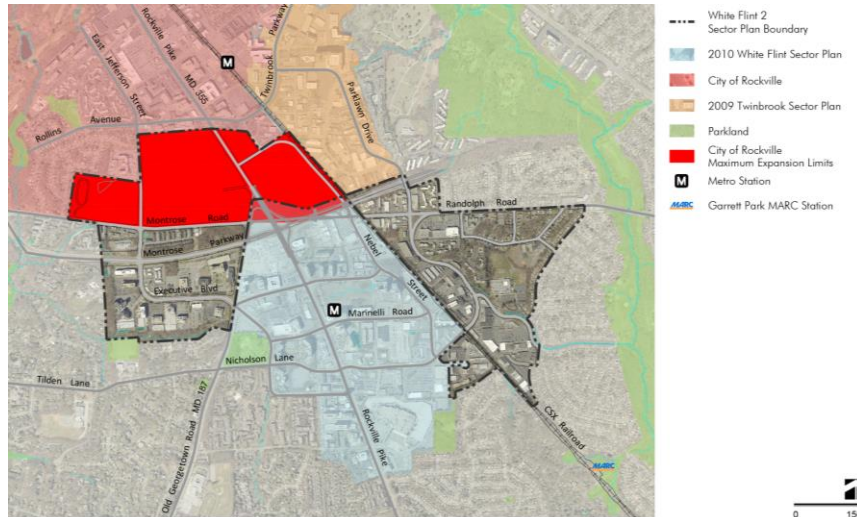 East Jefferson Street
Rockville Pike MD 355
M
Twinbrook Parkway
Parklawn Drive
Rollins Avenue
Montrose Road
Randolph Road
Montrose Parkway
Nebel Street
Executive Blvd
M
Marinelli Road
Nicholson Lane
Tilden Lane
Old Georgetown Road MD 187
Rockville Pike
CSX Railroad
MARC
White Flint 2
Sector Plan Boundary
2010 White Flint Sector Plan
City of Rockville
2009 Twinbrook Sector Plan
Parkland
City of Rockville
Maximum Expansion Limits
M
Metro Station
MARC
Garrett Park MARC Station
0